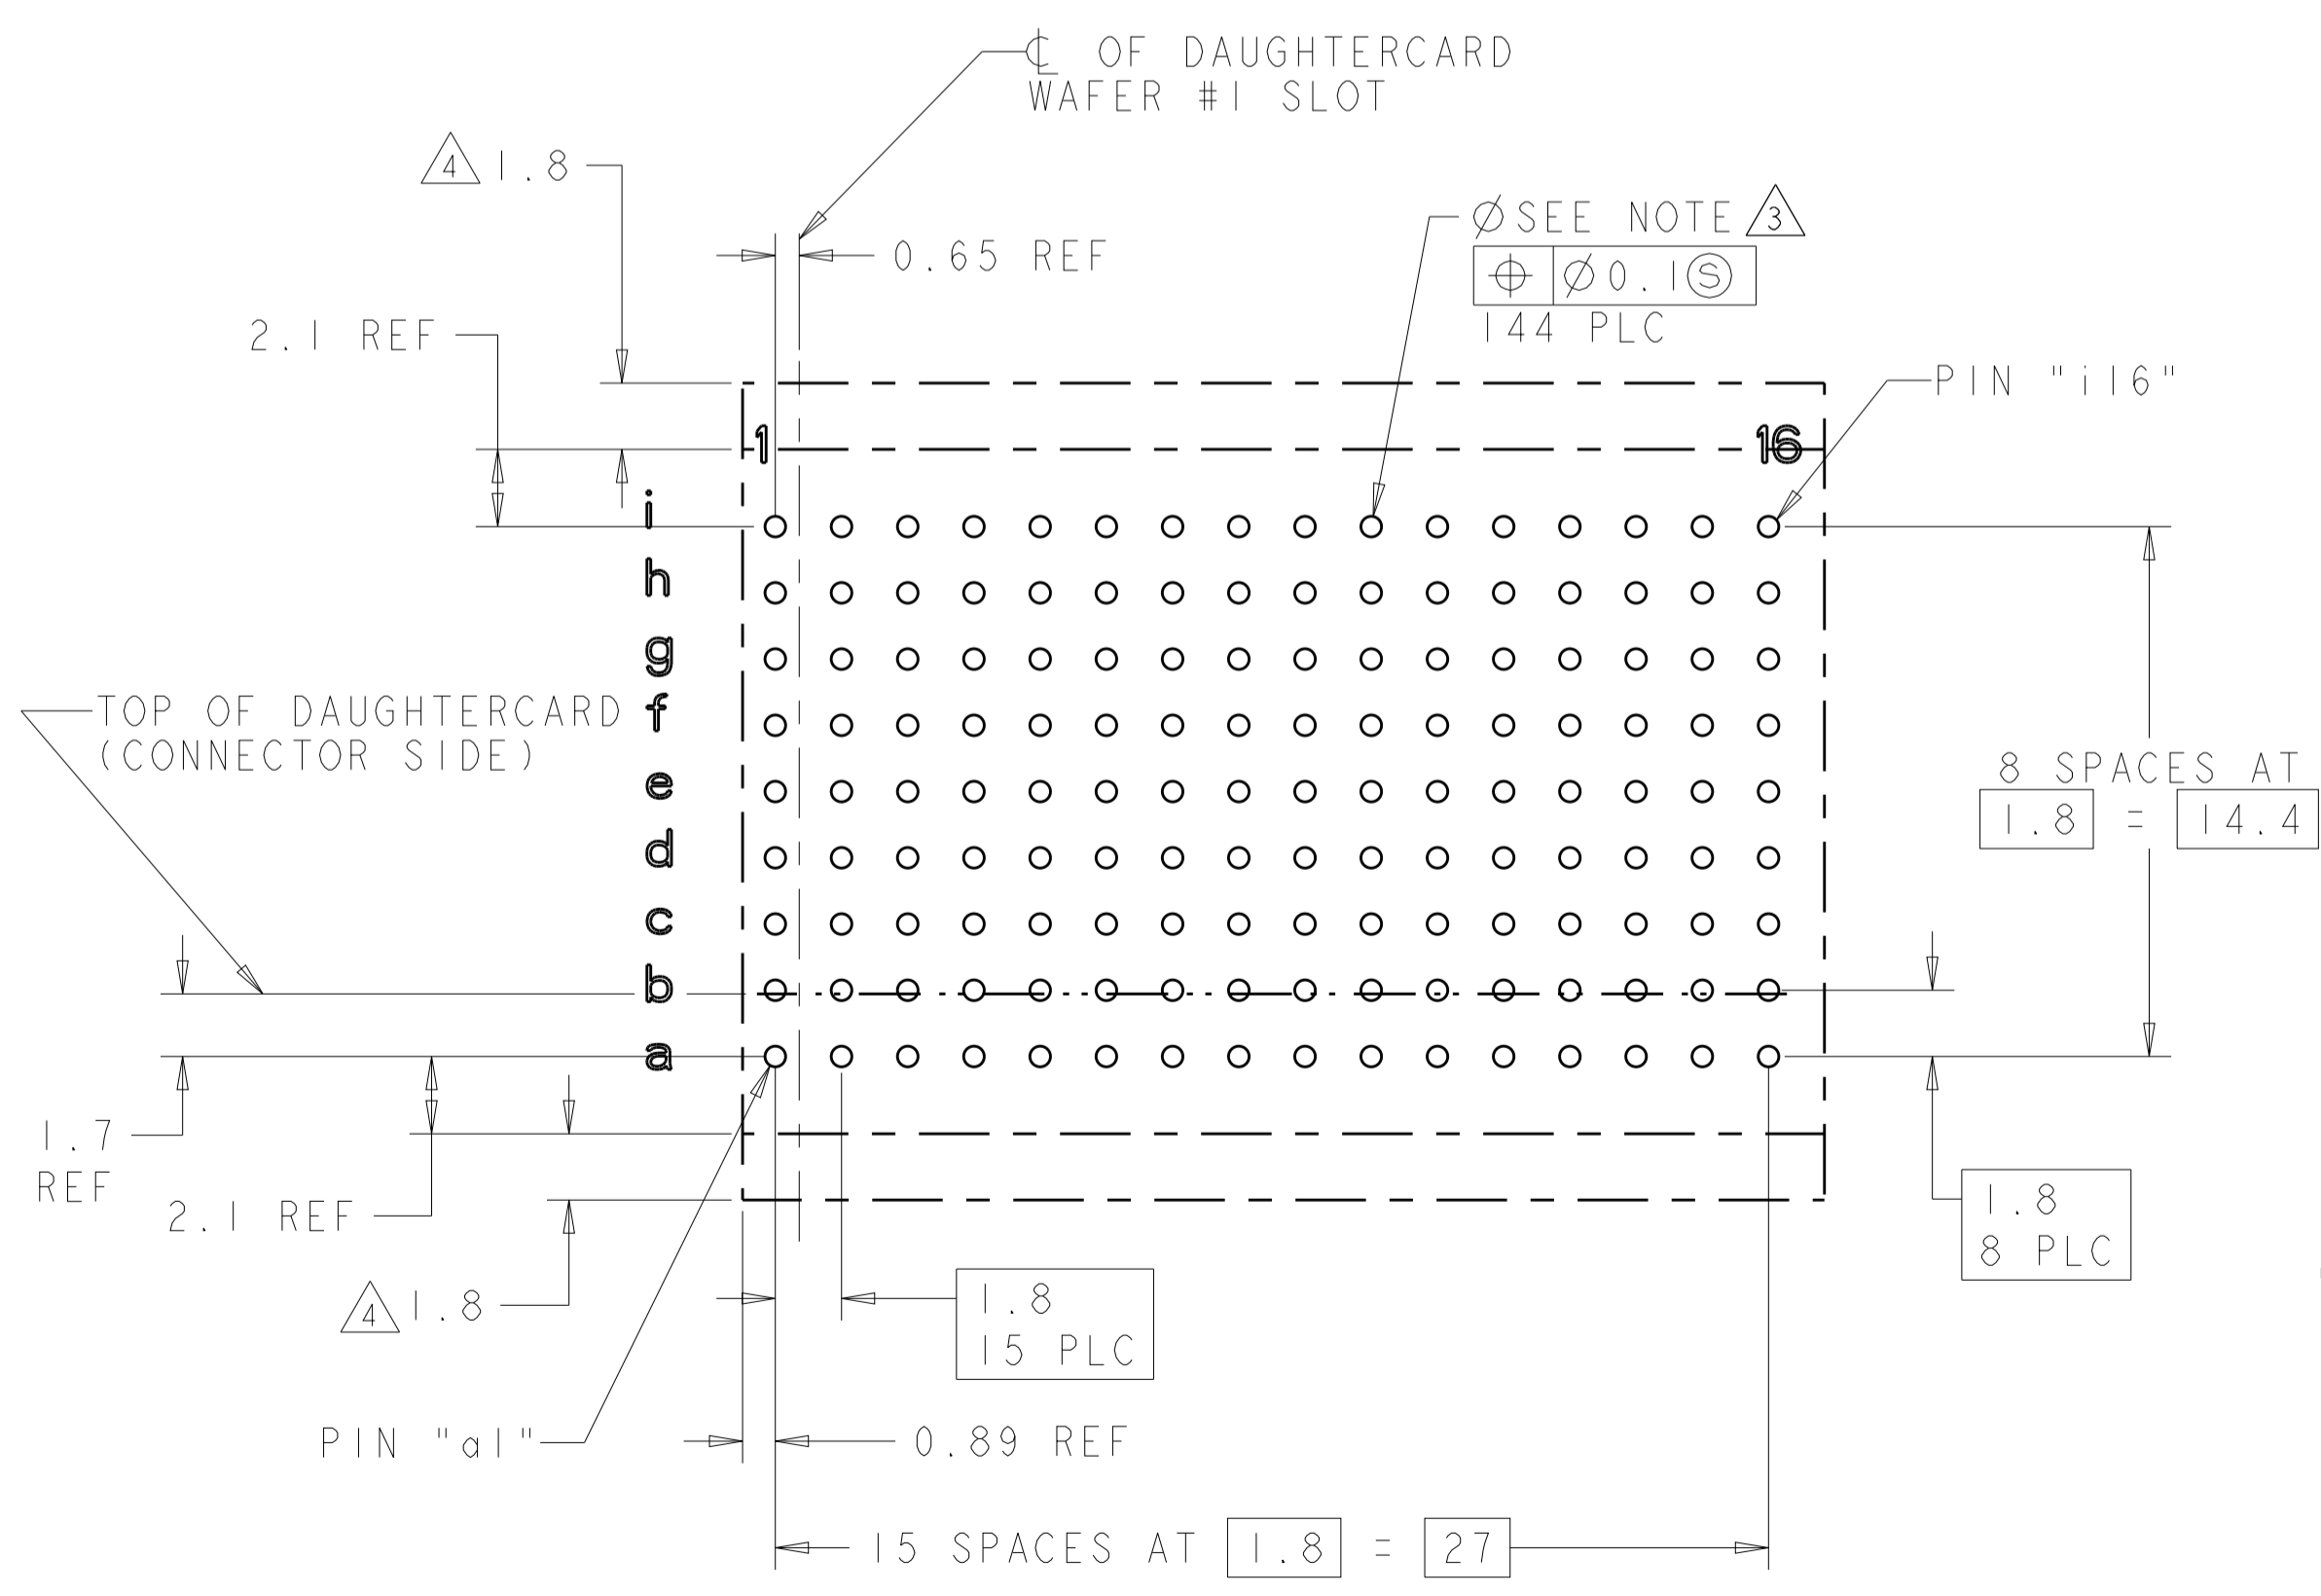 ℄ OF DAUGHTERCARD
WAFER #1 SLOT
4 1.8
0.65 REF
2.1 REF
⌀SEE NOTE 3
⌖ ⌀0.1Ⓢ
144 PLC
PIN "i16"
1
16
i
h
g
f
e
d
c
b
a
TOP OF DAUGHTERCARD
(CONNECTOR SIDE)
8 SPACES AT
1.8 = 14.4
1.7
REF
2.1 REF
4 1.8
1.8
8 PLC
1.8
15 PLC
PIN "a1"
0.89 REF
15 SPACES AT 1.8 = 27